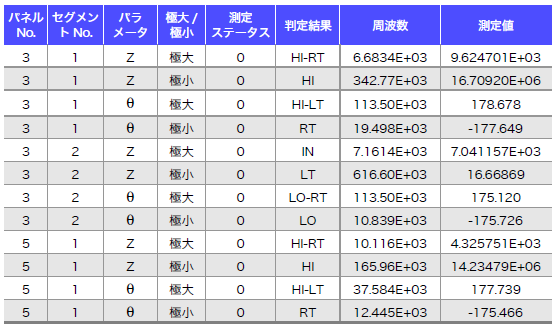 パネル No. セグメント No. パラメータ 極大 / 極小 測定ステータス 判定結果 周波数 測定値
3 1 Z 極大 0 HI-RT 6.6834E+03 9.624701E+03
3 1 Z 極小 0 HI 342.77E+03 16.70920E+06
3 1 θ 極大 0 HI-LT 113.50E+03 178.678
3 1 θ 極小 0 RT 19.498E+03 -177.649
3 2 Z 極大 0 IN 7.1614E+03 7.041157E+03
3 2 Z 極小 0 LT 616.60E+03 16.66869
3 2 θ 極大 0 LO-RT 113.50E+03 175.120
3 2 θ 極小 0 LO 10.839E+03 -175.726
5 1 Z 極大 0 HI-RT 10.116E+03 4.325751E+03
5 1 Z 極小 0 HI 165.96E+03 14.23479E+06
5 1 θ 極大 0 HI-LT 37.584E+03 177.739
5 1 θ 極小 0 RT 12.445E+03 -175.466